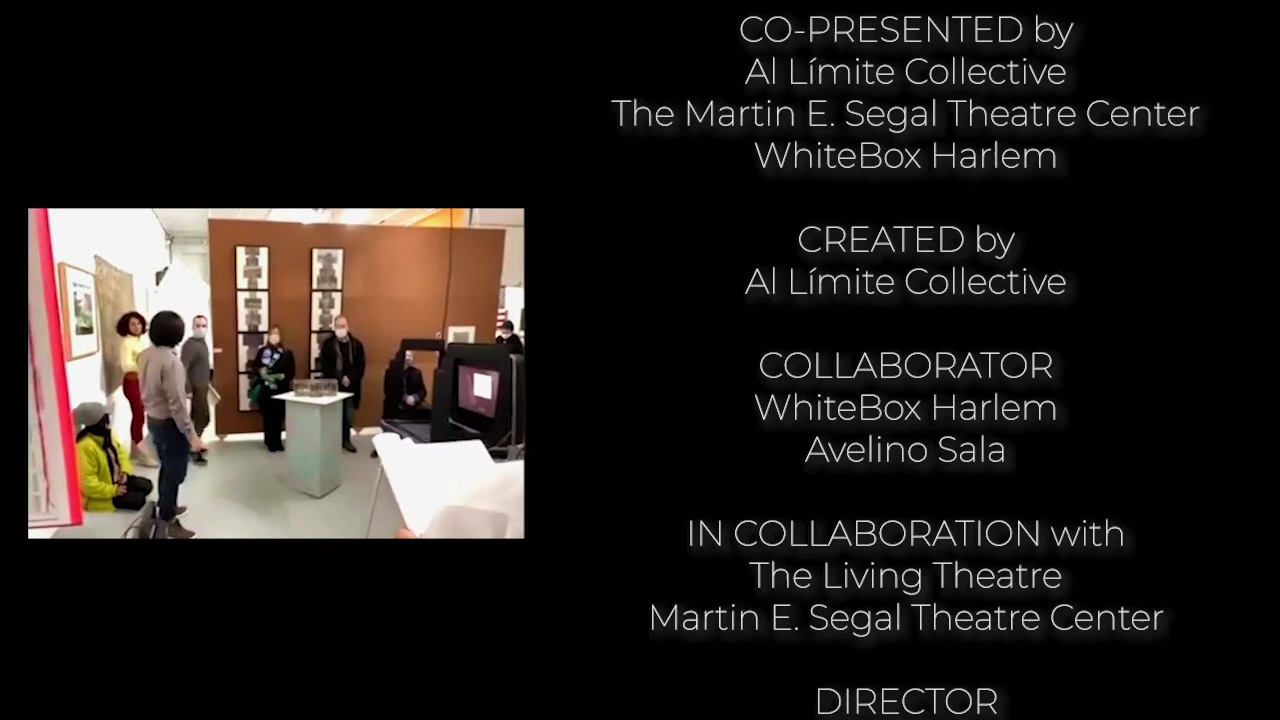 CO-PRESENTED by
Al Límite Collective
The Martin E. Segal Theatre Center
WhiteBox Harlem
CREATED by
Al Límite Collective
COLLABORATOR
WhiteBox Harlem
Avelino Sala
IN COLLABORATION with
The Living Theatre
Martin E. Segal Theatre Center
DIRECTOR